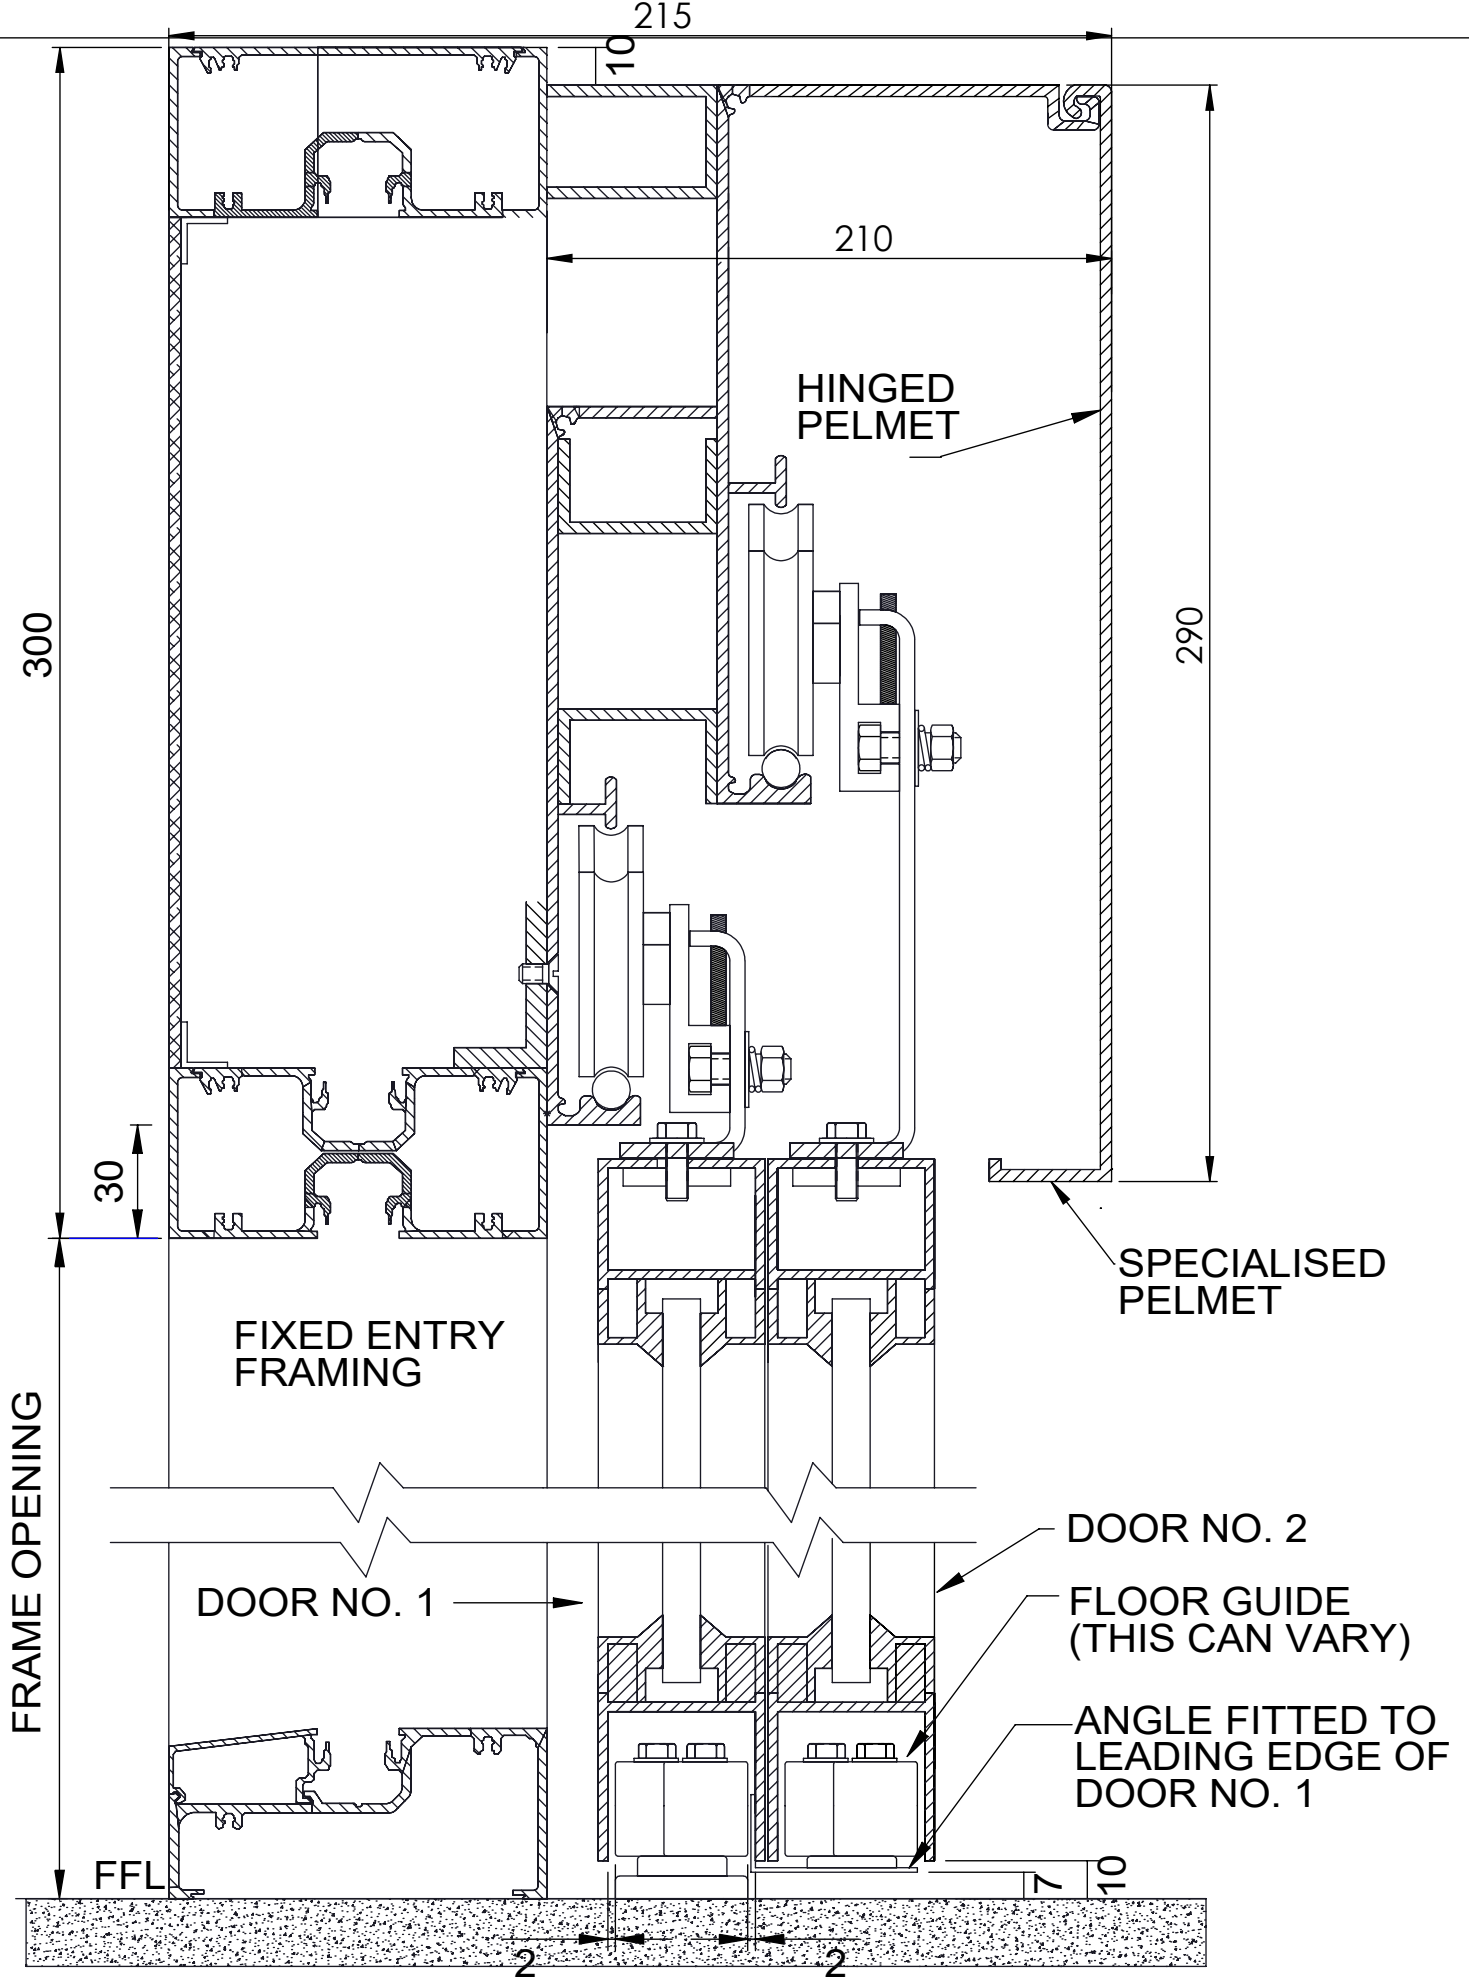 215
10
210
HINGED
PELMET
300
290
30
SPECIALISED
PELMET
FIXED ENTRY
FRAMING
FRAME OPENING
DOOR NO. 2
DOOR NO. 1
FLOOR GUIDE
(THIS CAN VARY)
ANGLE FITTED TO
LEADING EDGE OF
DOOR NO. 1
FFL
7
10
2
2